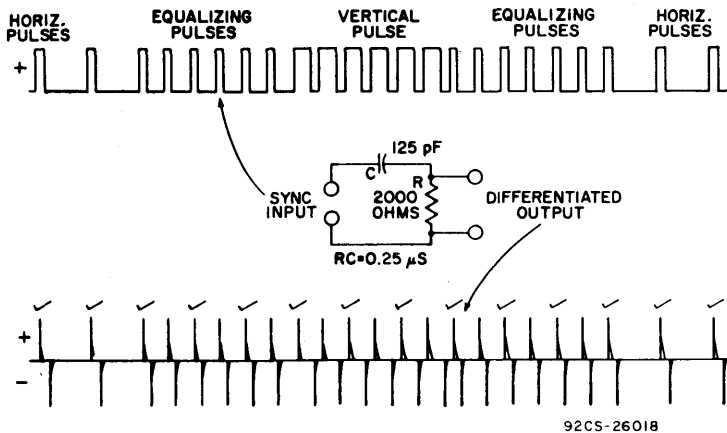 HORIZ.
PULSES
EQUALIZING
PULSES
VERTICAL
PULSE
EQUALIZING
PULSES
HORIZ.
PULSES
+
125 pF
C
R
SYNC
INPUT
2000
OHMS
DIFFERENTIATED
OUTPUT
RC=0.25 μS
+
−
92CS-26018